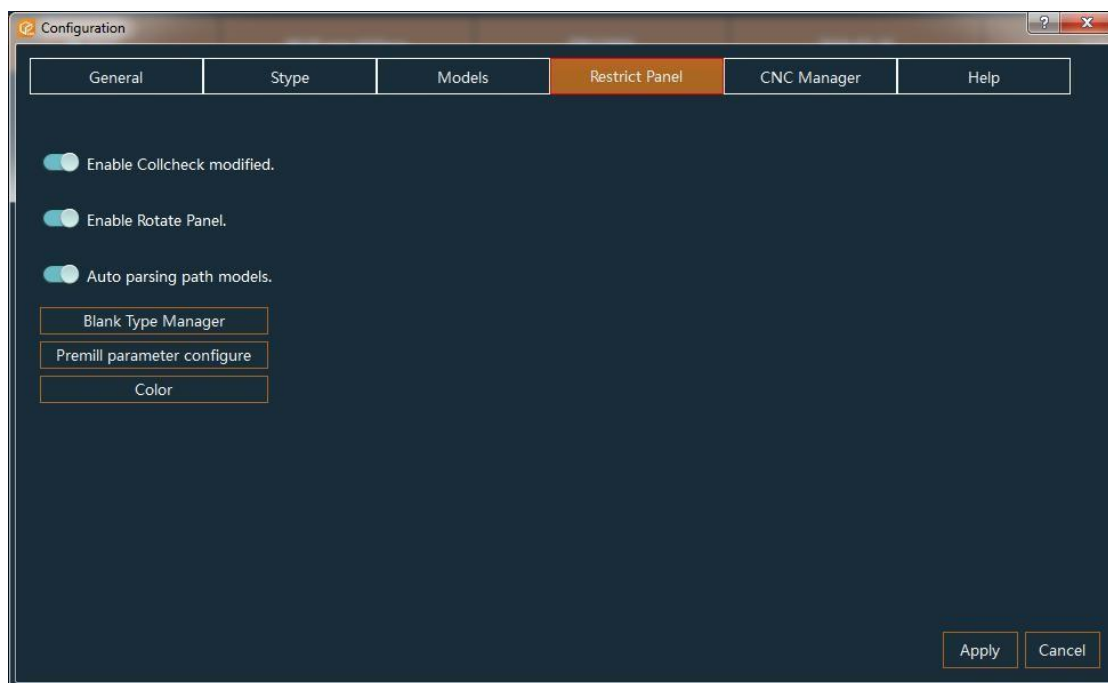 Configuration
General
Stype
Models
Restrict Panel
CNC Manager
Help
Enable Collcheck modified.
Enable Rotate Panel.
Auto parsing path models.
Blank Type Manager
Premill parameter configure
Color
Apply
Cancel